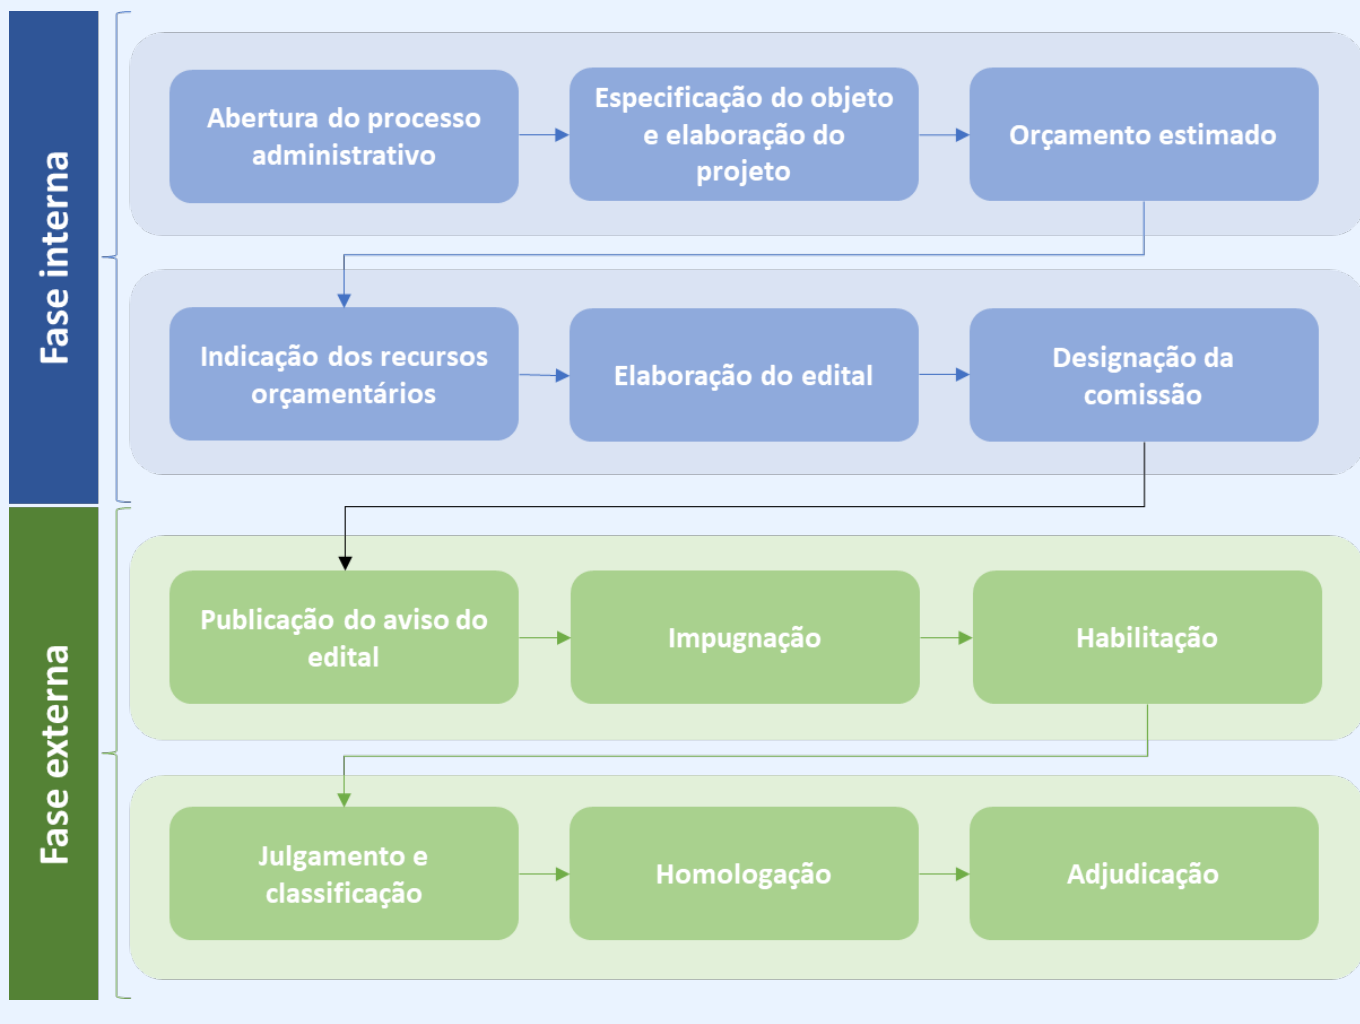 Fase interna
Abertura do processo
administrativo
Especificação do objeto
e elaboração do
projeto
Orçamento estimado
Indicação dos recursos
orçamentários
Elaboração do edital
Designação da
comissão
Fase externa
Publicação do aviso do
edital
Impugnação
Habilitação
Julgamento e
classificação
Homologação
Adjudicação